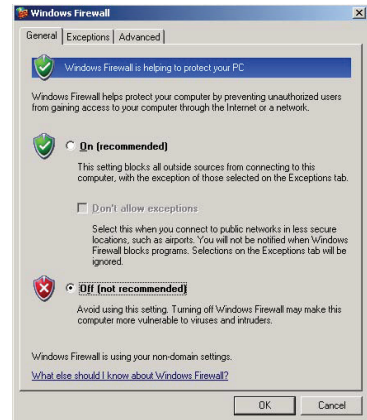 Windows Firewall
General Exceptions Advanced
Windows Firewall is helping to protect your PC
Windows Firewall helps protect your computer by preventing unauthorized users
from gaining access to your computer through the Internet or a network.
On (recommended)
This setting blocks all outside sources from connecting to this
computer, with the exception of those selected on the Exceptions tab.
Don't allow exceptions
Select this when you connect to public networks in less secure
locations, such as airports. You will not be notified when Windows
Firewall blocks programs. Selections on the Exceptions tab will be
ignored.
Off (not recommended)
Avoid using this setting. Turning off Windows Firewall may make this
computer more vulnerable to viruses and intruders.
Windows Firewall is using your non-domain settings.
What else should I know about Windows Firewall?
OK Cancel